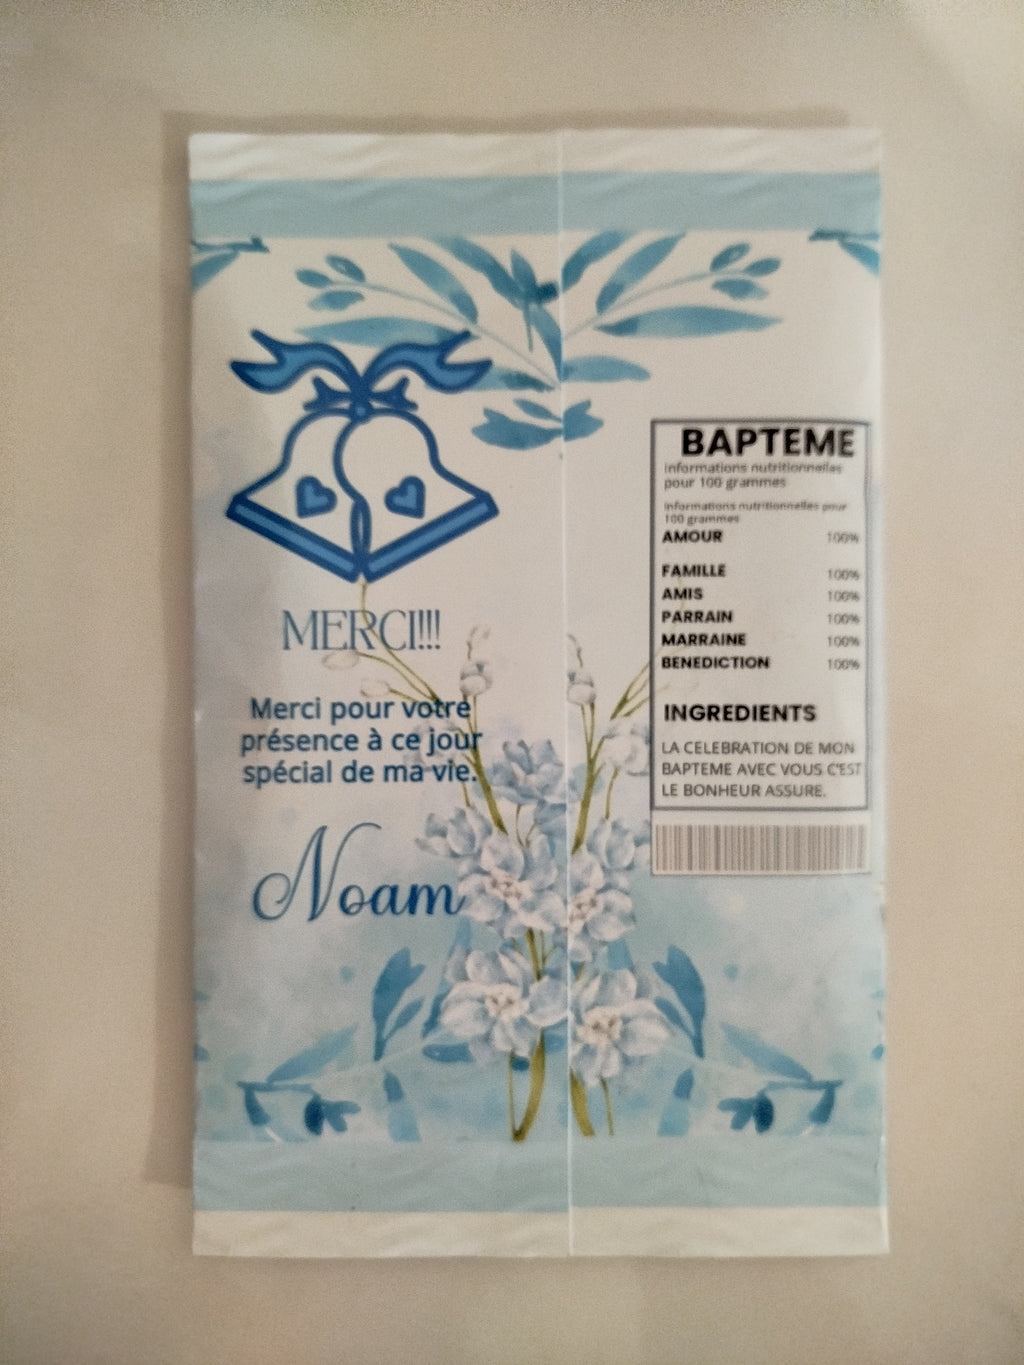 MERCI!!!
Merci pour votre
présence à ce jour
spécial de ma vie.
Noam
BAPTEME
informations nutritionnelles
pour 100 grammes
informations nutritionnelles pour
100 grammes
AMOUR 100%
FAMILLE 100%
AMIS 100%
PARRAIN 100%
MARRAINE 100%
BENEDICTION 100%
INGREDIENTS
LA CELEBRATION DE MON
BAPTEME AVEC VOUS C'EST
LE BONHEUR ASSURE.